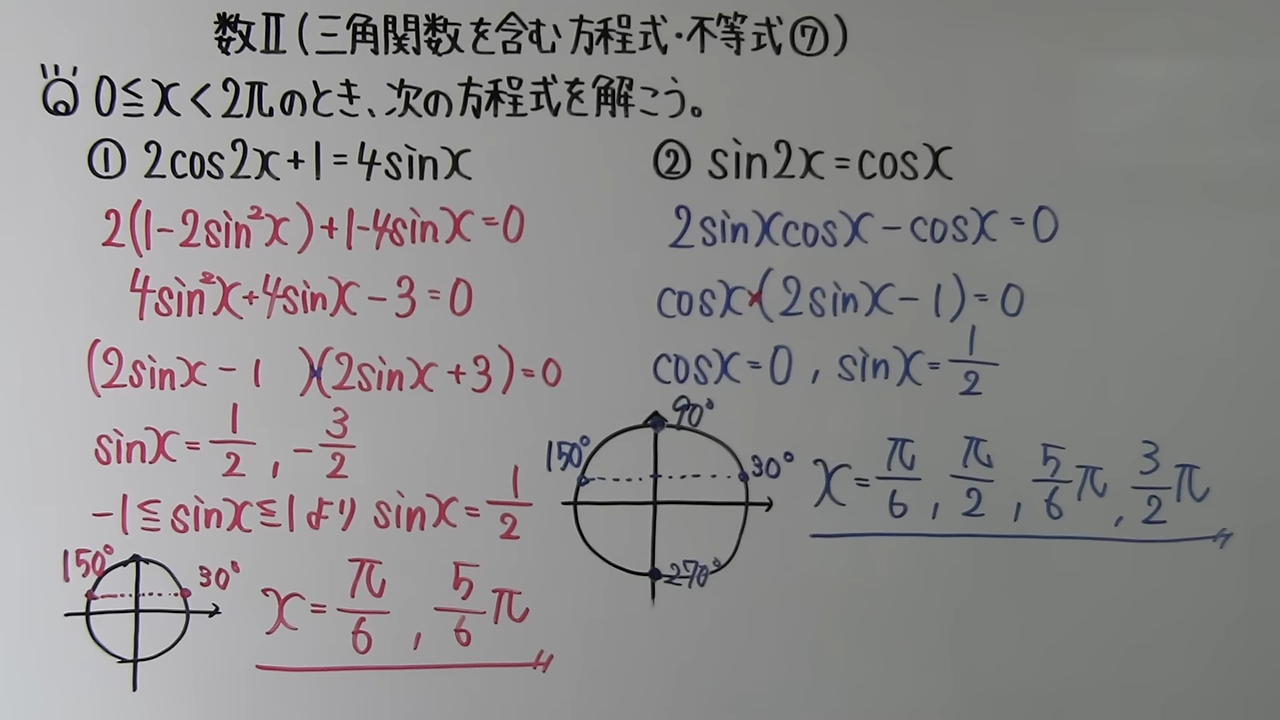 数Ⅱ(三角関数を含む方程式・不等式⑦)
0≦x<2πのとき、次の方程式を解こう。
① 2cos2x+1=4sinx
2(1-2sin²x)+1-4sinx=0
4sin²x+4sinx-3=0
(2sinx-1)(2sinx+3)=0
sinx=1/2, -3/2
-1≦sinx≦1より sinx=1/2
150° 30°
x=π/6, 5/6π
② sin2x=cosx
2sinxcosx-cosx=0
cosx(2sinx-1)=0
cosx=0, sinx=1/2
90°
150° 30°
270°
x=π/6, π/2, 5/6π, 3/2π